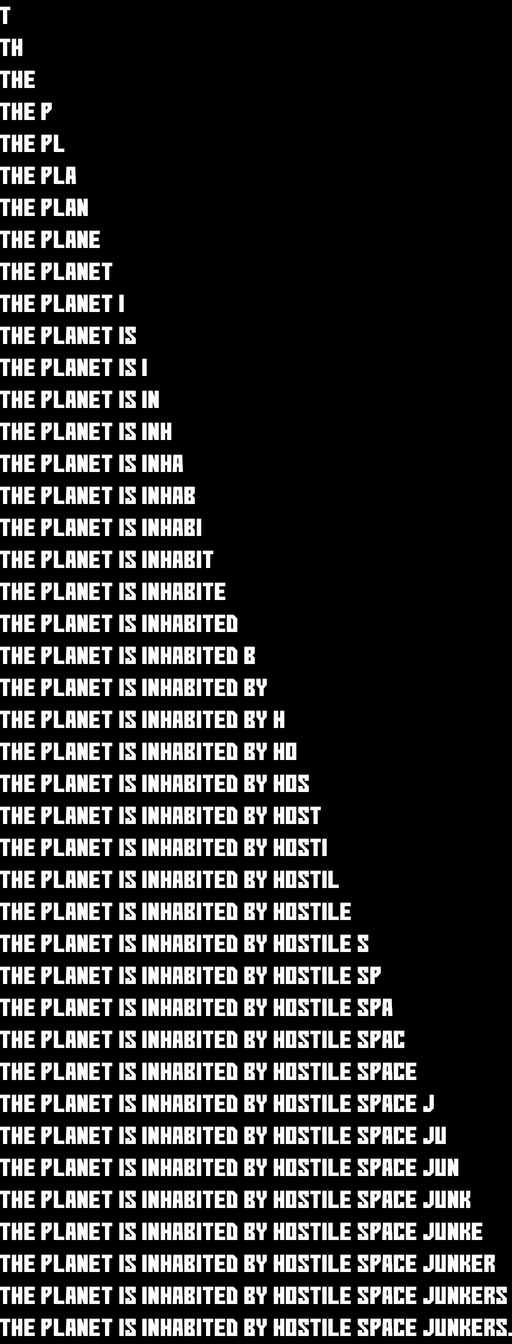 T
TH
THE
THE P
THE PL
THE PLA
THE PLAN
THE PLANE
THE PLANET
THE PLANET I
THE PLANET IS
THE PLANET IS I
THE PLANET IS IN
THE PLANET IS INH
THE PLANET IS INHA
THE PLANET IS INHAB
THE PLANET IS INHABI
THE PLANET IS INHABIT
THE PLANET IS INHABITE
THE PLANET IS INHABITED
THE PLANET IS INHABITED B
THE PLANET IS INHABITED BY
THE PLANET IS INHABITED BY H
THE PLANET IS INHABITED BY HO
THE PLANET IS INHABITED BY HOS
THE PLANET IS INHABITED BY HOST
THE PLANET IS INHABITED BY HOSTI
THE PLANET IS INHABITED BY HOSTIL
THE PLANET IS INHABITED BY HOSTILE
THE PLANET IS INHABITED BY HOSTILE S
THE PLANET IS INHABITED BY HOSTILE SP
THE PLANET IS INHABITED BY HOSTILE SPA
THE PLANET IS INHABITED BY HOSTILE SPAC
THE PLANET IS INHABITED BY HOSTILE SPACE
THE PLANET IS INHABITED BY HOSTILE SPACE J
THE PLANET IS INHABITED BY HOSTILE SPACE JU
THE PLANET IS INHABITED BY HOSTILE SPACE JUN
THE PLANET IS INHABITED BY HOSTILE SPACE JUNK
THE PLANET IS INHABITED BY HOSTILE SPACE JUNKE
THE PLANET IS INHABITED BY HOSTILE SPACE JUNKER
THE PLANET IS INHABITED BY HOSTILE SPACE JUNKERS
THE PLANET IS INHABITED BY HOSTILE SPACE JUNKERS.